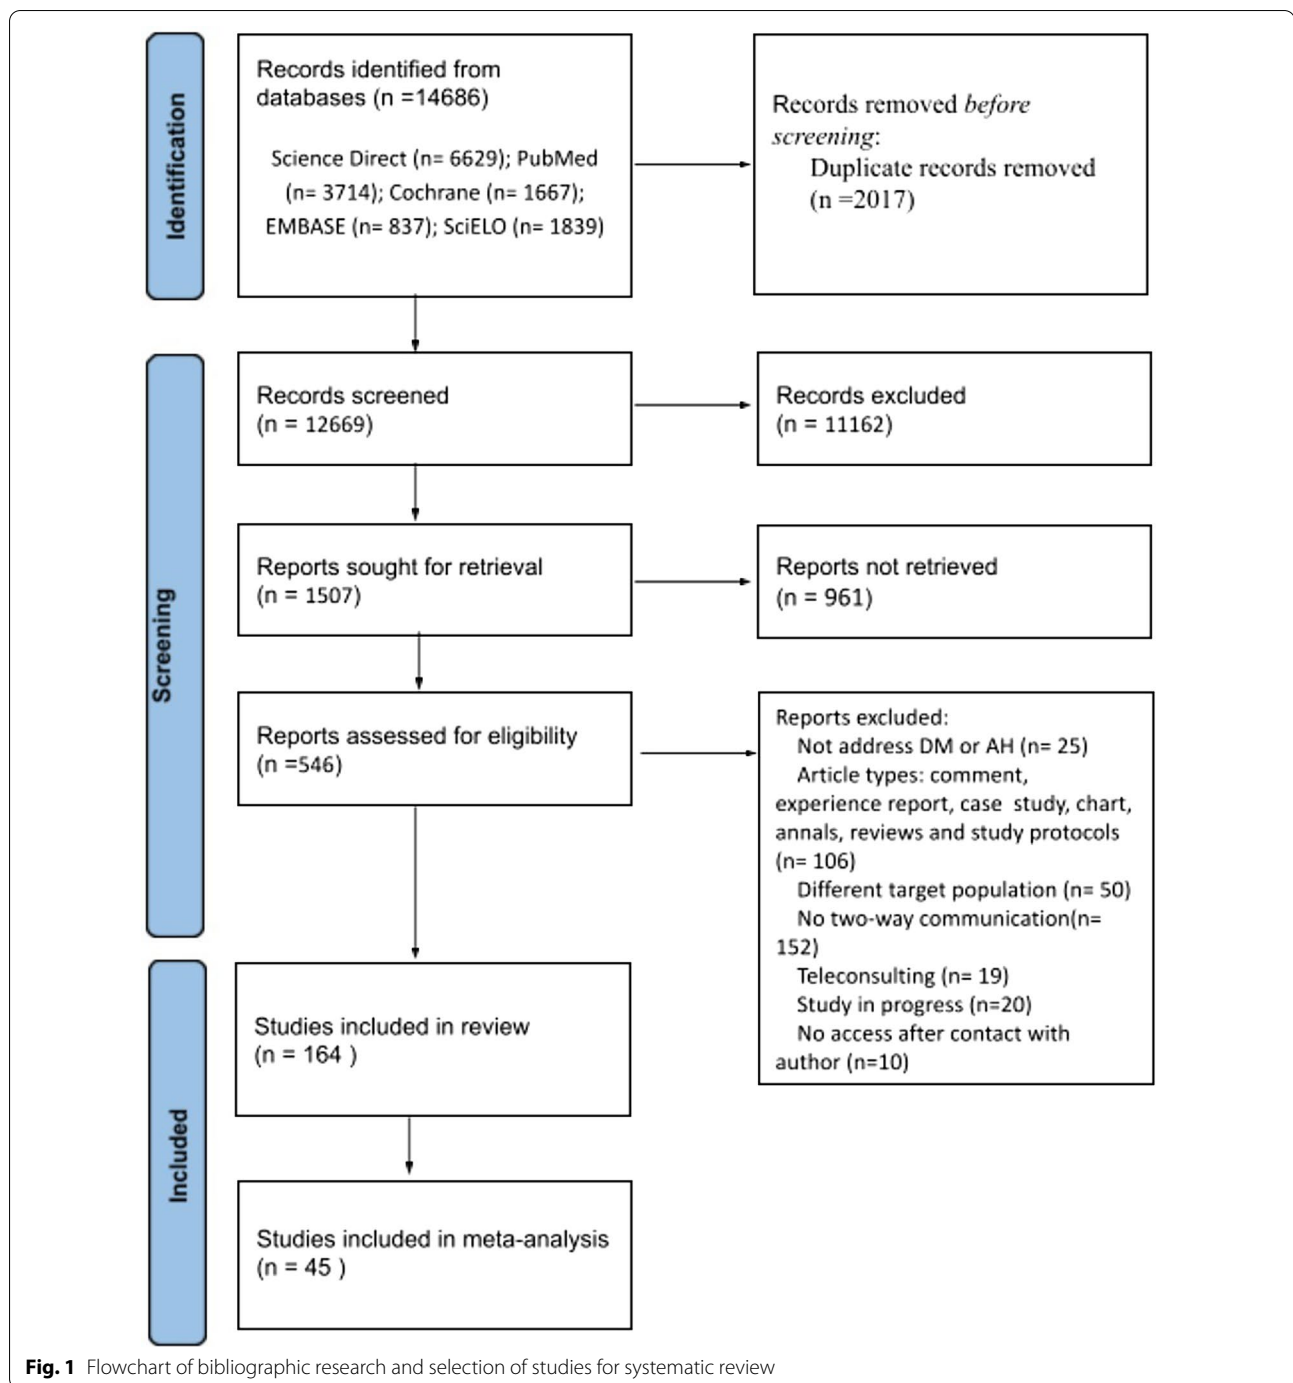 Identification
Records identified from
databases (n =14686)
Science Direct (n= 6629); PubMed
(n= 3714); Cochrane (n= 1667);
EMBASE (n= 837); SciELO (n= 1839)
Records removed before
screening:
Duplicate records removed
(n =2017)
Screening
Records screened
(n = 12669)
Records excluded
(n = 11162)
Reports sought for retrieval
(n = 1507)
Reports not retrieved
(n = 961)
Reports assessed for eligibility
(n =546)
Reports excluded:
Not address DM or AH (n= 25)
Article types: comment,
experience report, case study, chart,
annals, reviews and study protocols
(n= 106)
Different target population (n= 50)
No two-way communication(n=
152)
Teleconsulting (n= 19)
Study in progress (n=20)
No access after contact with
author (n=10)
Included
Studies included in review
(n = 164 )
Studies included in meta-analysis
(n = 45 )
Fig. 1 Flowchart of bibliographic research and selection of studies for systematic review